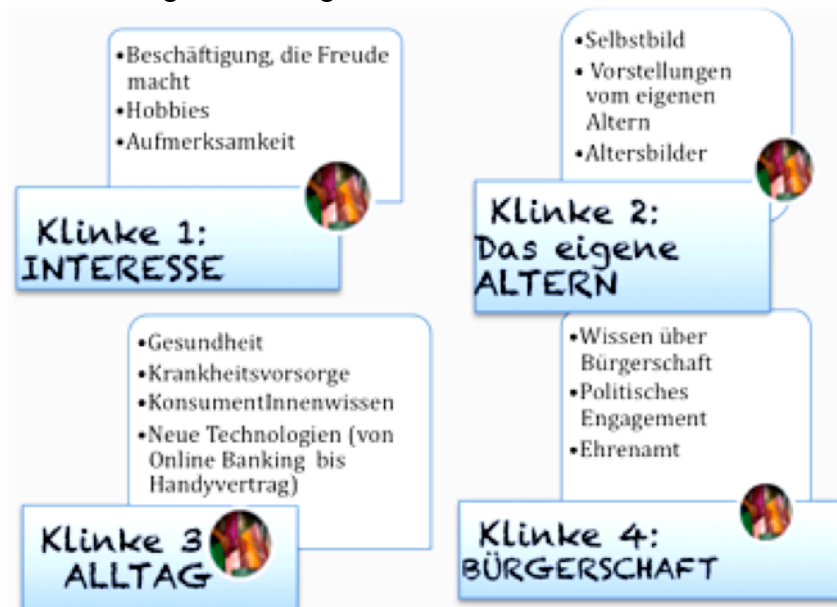 •Beschäftigung, die Freude
macht
•Hobbies
•Aufmerksamkeit
Klinke 1:
INTERESSE
•Selbstbild
• Vorstellungen
vom eigenen
Altern
•Altersbilder
Klinke 2:
Das eigene
ALTERN
•Gesundheit
•Krankheitsvorsorge
•KonsumentInnenwissen
•Neue Technologien (von
Online Banking bis
Handyvertrag)
Klinke 3
ALLTAG
•Wissen über
Bürgerschaft
•Politisches
Engagement
•Ehrenamt
Klinke 4:
BÜRGERSCHAFT